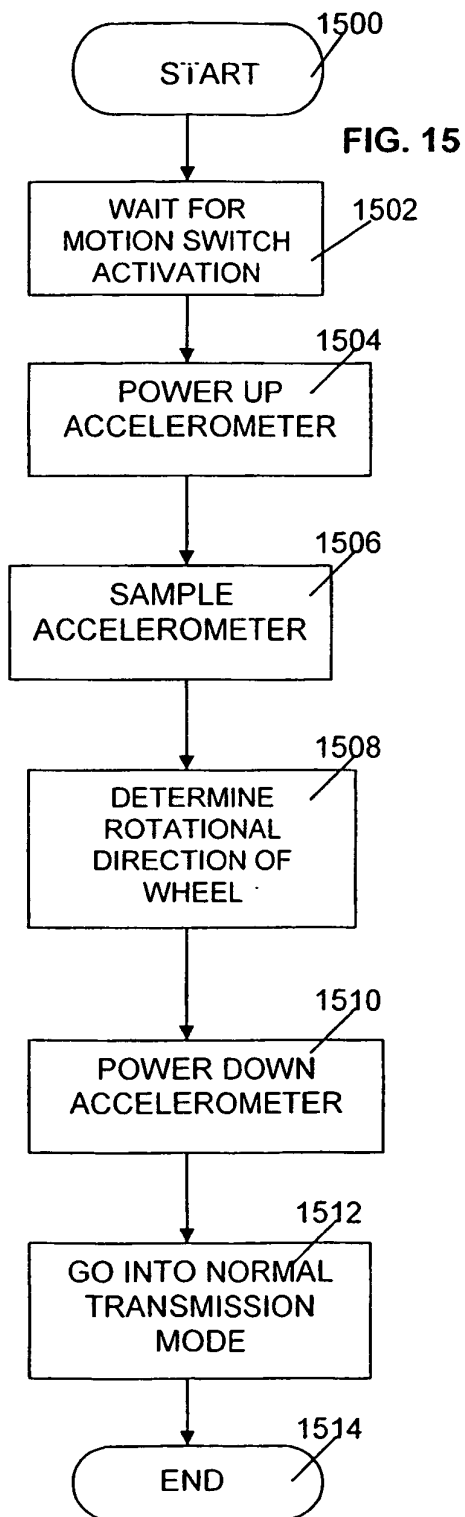 1500
START
FIG. 15
WAIT FOR
MOTION SWITCH
ACTIVATION
1502
1504
POWER UP
ACCELEROMETER
1506
SAMPLE
ACCELEROMETER
1508
DETERMINE
ROTATIONAL
DIRECTION OF
WHEEL
1510
POWER DOWN
ACCELEROMETER
1512
GO INTO NORMAL
TRANSMISSION
MODE
1514
END